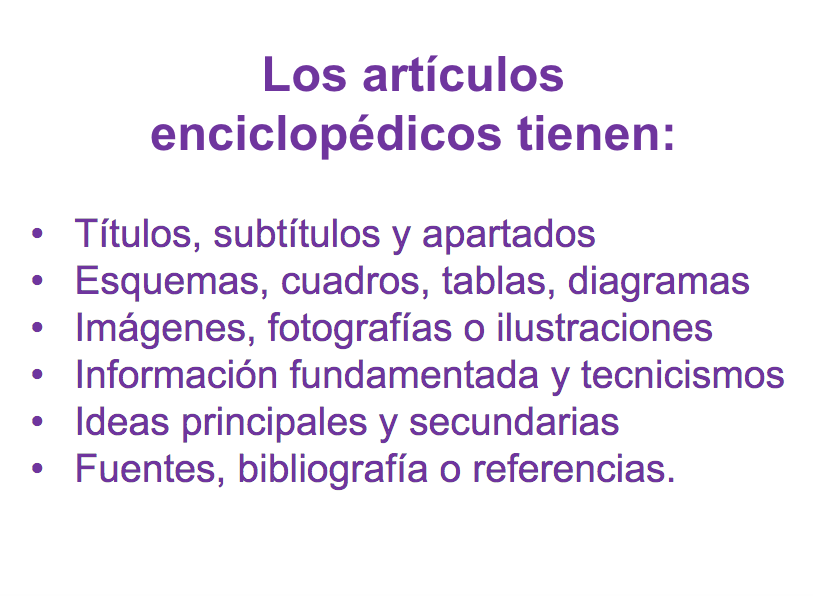 Los artículos
enciclopédicos tienen:
• Títulos, subtítulos y apartados
• Esquemas, cuadros, tablas, diagramas
• Imágenes, fotografías o ilustraciones
• Información fundamentada y tecnicismos
• Ideas principales y secundarias
• Fuentes, bibliografía o referencias.